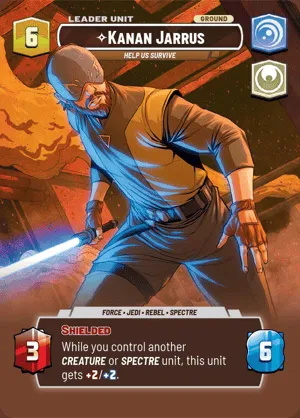 LEADER UNIT
GROUND
6
✧KANAN JARRUS
HELP US SURVIVE
FORCE • JEDI • REBEL • SPECTRE
SHIELDED
While you control another
CREATURE or SPECTRE unit, this unit
gets +2/+2.
3
6